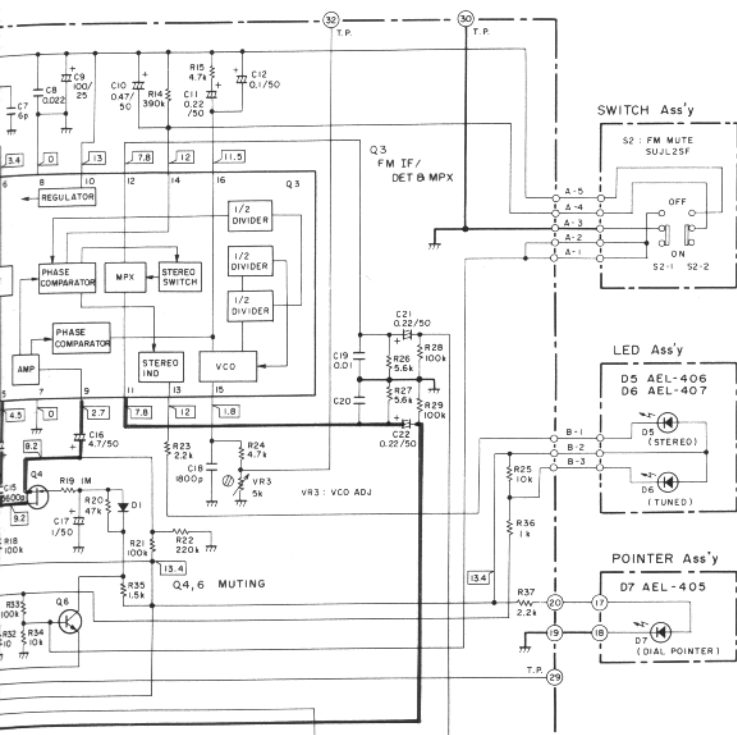 32
T.P.
30
T.P.
C9
100/
25
C8
0.022
C7
6p
C10
0.47/
50
R14
390k
R15
4.7k
C11
0.22
/50
C12
0.1/50
3.4
0
13
7.8
12
11.5
Q3
FM IF/
DET & MPX
6
8
10
12
14
16
Q3
REGULATOR
1/2
DIVIDER
PHASE
COMPARATOR
MPX
STEREO
SWITCH
1/2
DIVIDER
1/2
DIVIDER
PHASE
COMPARATOR
AMP
STEREO
IND
VCO
5
7
9
11
13
15
4.5
0
2.7
7.8
12
1.8
SWITCH Ass'y
S2 : FM MUTE
SUJL2SF
A-5
A-4
A-3
A-2
A-1
OFF
ON
S2-1
S2-2
C21
0.22/50
C19
0.01
R26
5.6k
R28
100k
R27
5.6k
C20
R29
100k
C22
0.22/50
LED Ass'y
D5 AEL-406
D6 AEL-407
B-1
B-2
B-3
D5
(STEREO)
D6
(TUNED)
8.2
C16
4.7/50
R23
2.2k
C18
1800p
R24
4.7k
VR3
5k
VR3 : VCO ADJ
R25
10k
R36
1k
Q4
C15
5600p
9.2
R19 1M
R20
47k
D1
C17
1/50
R18
100k
R21
100k
R22
220k
13.4
R35
1.5k
Q4,6 MUTING
13.4
POINTER Ass'y
D7 AEL-405
R37
2.2k
20
17
19
18
D7
(DIAL POINTER)
R33
100k
Q6
R32
10
R34
10k
T.P.
29